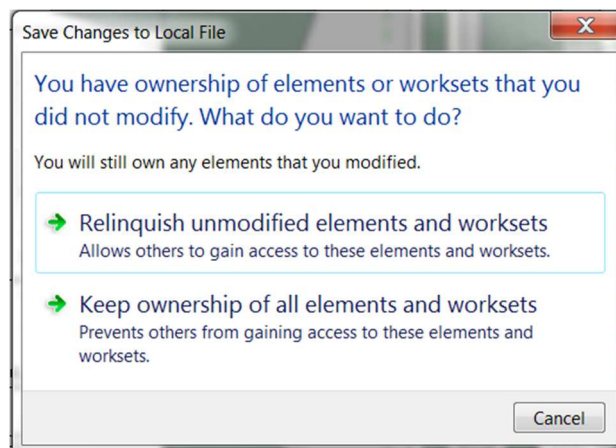 Save Changes to Local File
You have ownership of elements or worksets that you
did not modify. What do you want to do?
You will still own any elements that you modified.
Relinquish unmodified elements and worksets
Allows others to gain access to these elements and worksets.
Keep ownership of all elements and worksets
Prevents others from gaining access to these elements and
worksets.
Cancel